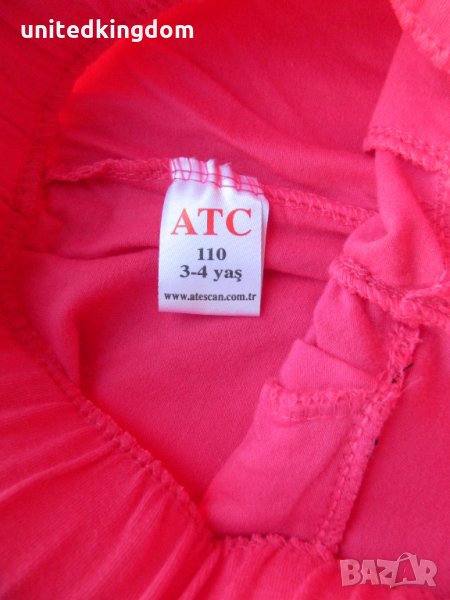 unitedkingdom
ATC
110
3-4 yaş
www.atescan.com.tr
BAZAR